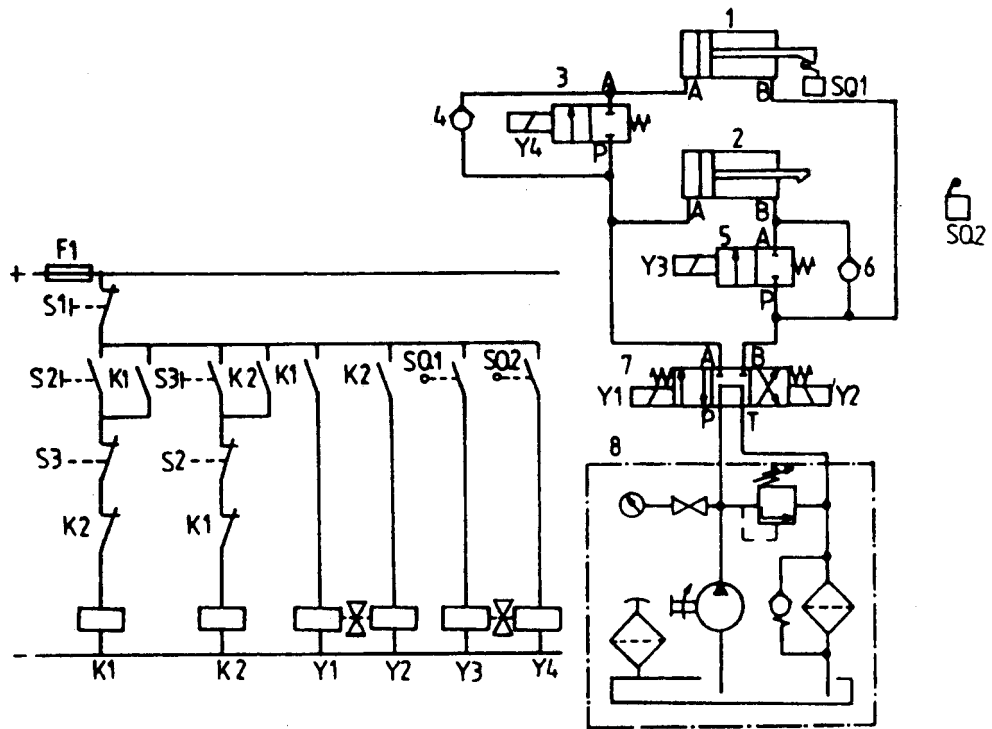 1
3 A
4
A B SQ1
Y4 P
2
A B
SQ2
5 A
Y3 6
P
F1
+
S1
7 A B
Y1 Y2
P T
S2 K1 S3 K2 K1 K2 SQ1 SQ2
8
S3 S2
K2 K1
-
K1 K2 Y1 Y2 Y3 Y4